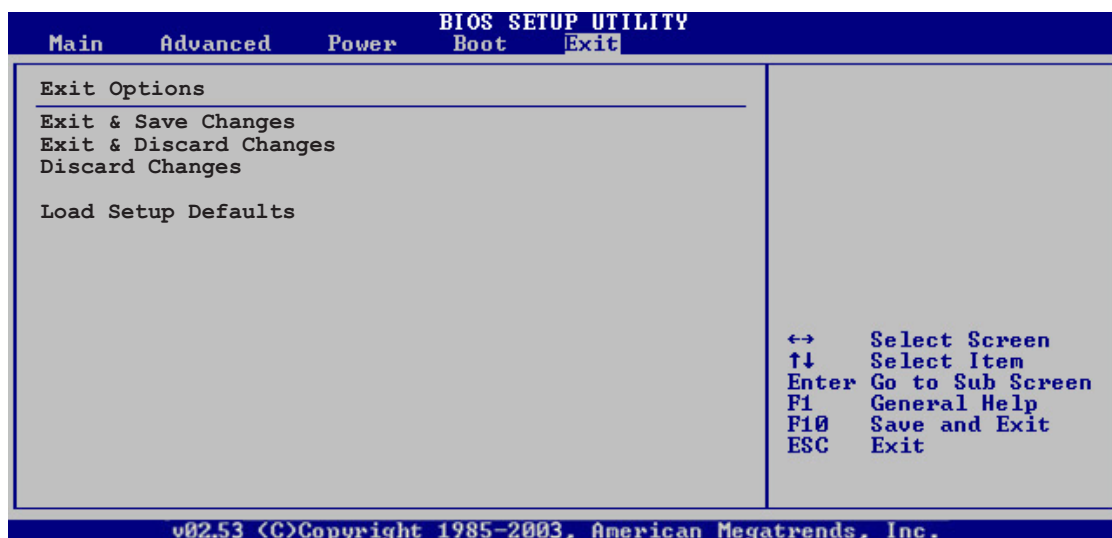 BIOS SETUP UTILITY
Main Advanced Power Boot Exit
Exit Options
Exit & Save Changes
Exit & Discard Changes
Discard Changes
Load Setup Defaults
←→ Select Screen
↑↓ Select Item
Enter Go to Sub Screen
F1 General Help
F10 Save and Exit
ESC Exit
v02.53 (C)Copyright 1985-2003, American Megatrends, Inc.